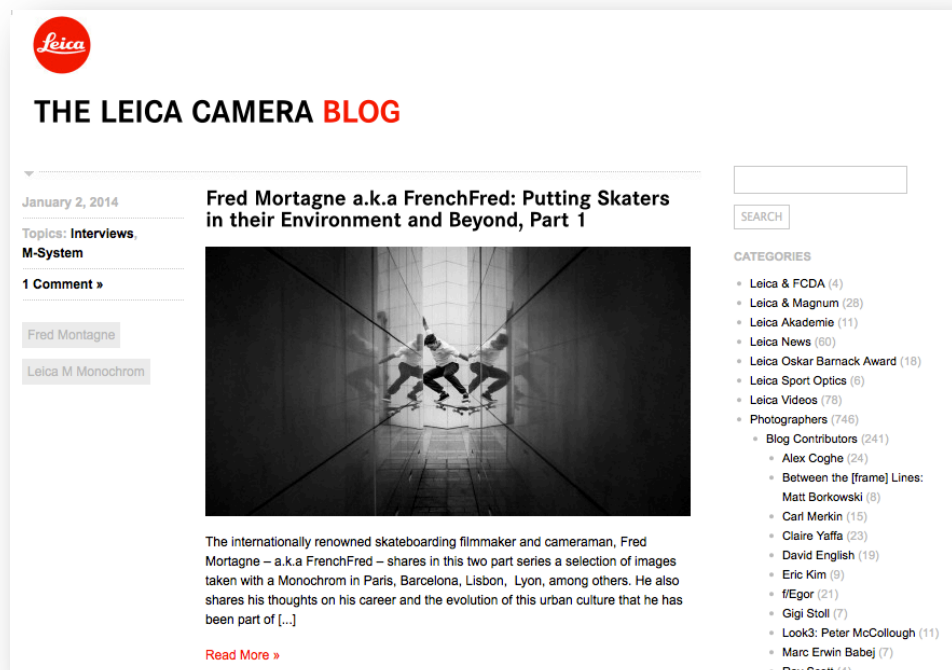 Leica
THE LEICA CAMERA BLOG
January 2, 2014
Topics: Interviews,
M-System
1 Comment »
Fred Montagne
Leica M Monochrom
Fred Mortagne a.k.a FrenchFred: Putting Skaters
in their Environment and Beyond, Part 1
The internationally renowned skateboarding filmmaker and cameraman, Fred
Mortagne – a.k.a FrenchFred – shares in this two part series a selection of images
taken with a Monochrom in Paris, Barcelona, Lisbon, Lyon, among others. He also
shares his thoughts on his career and the evolution of this urban culture that he has
been part of [...]
Read More »
SEARCH
CATEGORIES
Leica & FCDA (4)
Leica & Magnum (28)
Leica Akademie (11)
Leica News (60)
Leica Oskar Barnack Award (18)
Leica Sport Optics (6)
Leica Videos (78)
Photographers (746)
Blog Contributors (241)
Alex Coghe (24)
Between the [frame] Lines:
Matt Borkowski (8)
Carl Merkin (15)
Claire Yaffa (23)
David English (19)
Eric Kim (9)
f/Egor (21)
Gigi Stoll (7)
Look3: Peter McCollough (11)
Marc Erwin Babej (7)